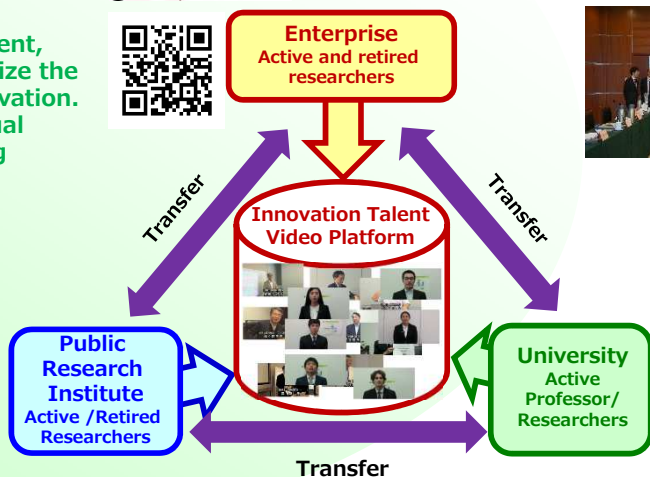 ent,
ize the
vation.
ual
g
Enterprise
Active and retired
researchers
Transfer
Transfer
Innovation Talent
Video Platform
Public
Research
Institute
Active /Retired
Researchers
University
Active
Professor/
Researchers
Transfer